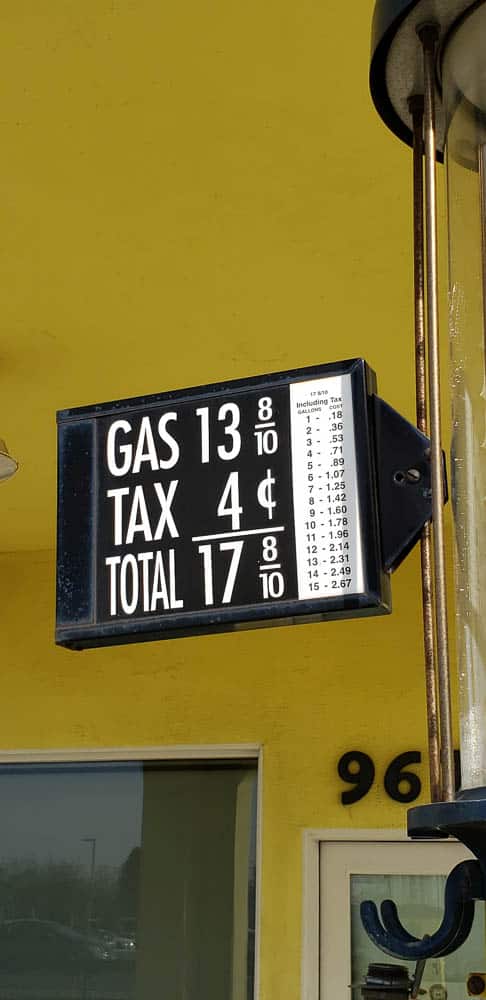 GAS 13 8/10
TAX 4 ¢
TOTAL 17 8/10
17 8/10
Including Tax
GALLONS COST
1 - .18
2 - .36
3 - .53
4 - .71
5 - .89
6 - 1.07
7 - 1.25
8 - 1.42
9 - 1.60
10 - 1.78
11 - 1.96
12 - 2.14
13 - 2.31
14 - 2.49
15 - 2.67
96